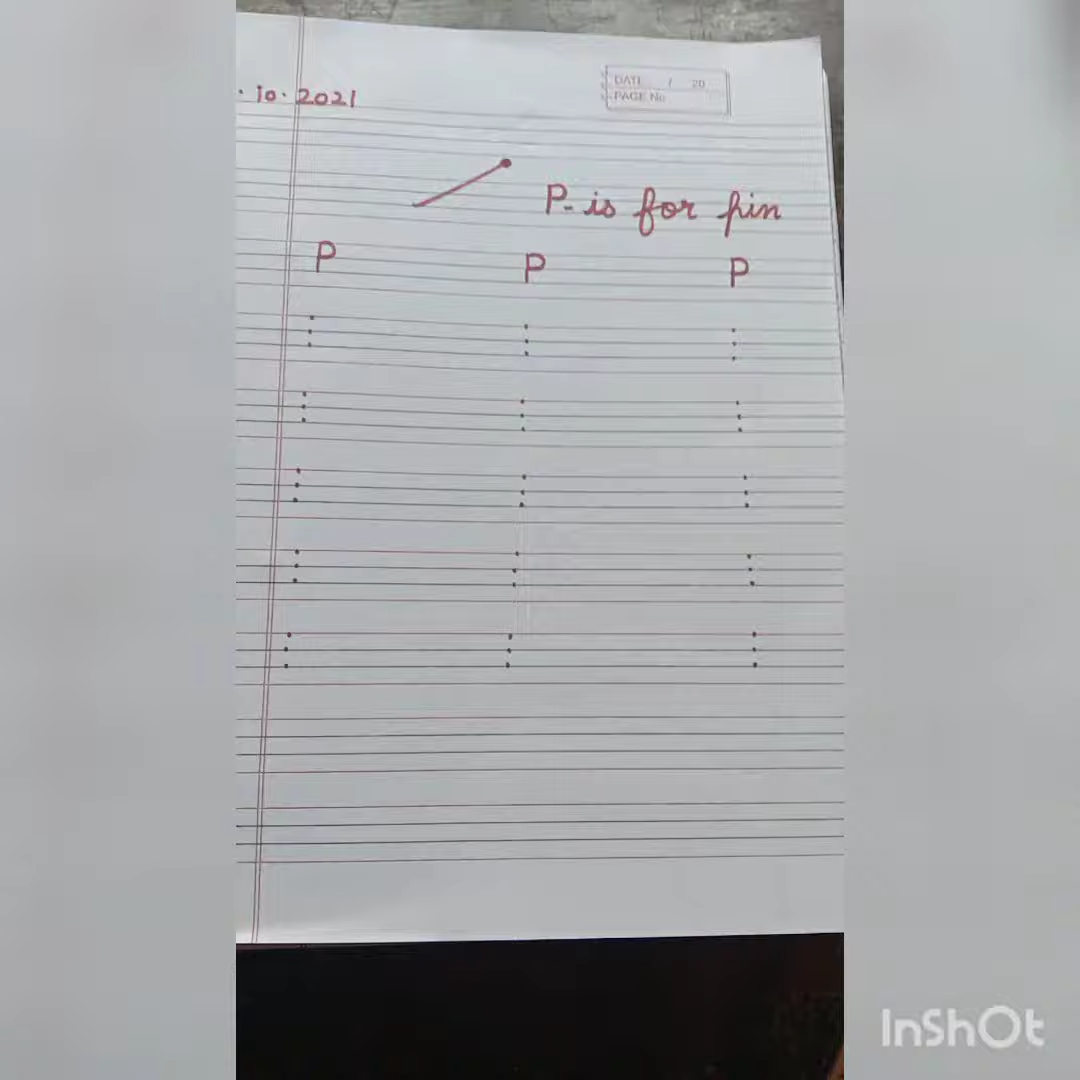 . 10. 2021
DATE / 20
PAGE No
P- is for pin
P P P
InShOt